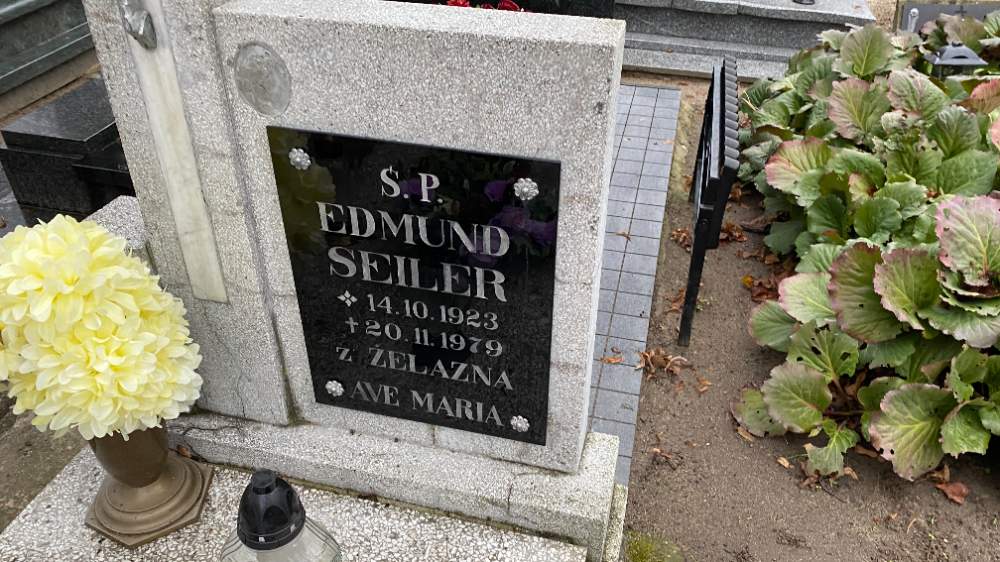 Ś.P.
EDMUND
SEILER
14.10.1923
+20.11.1979
Z ŻELAZNA
AVE MARIA